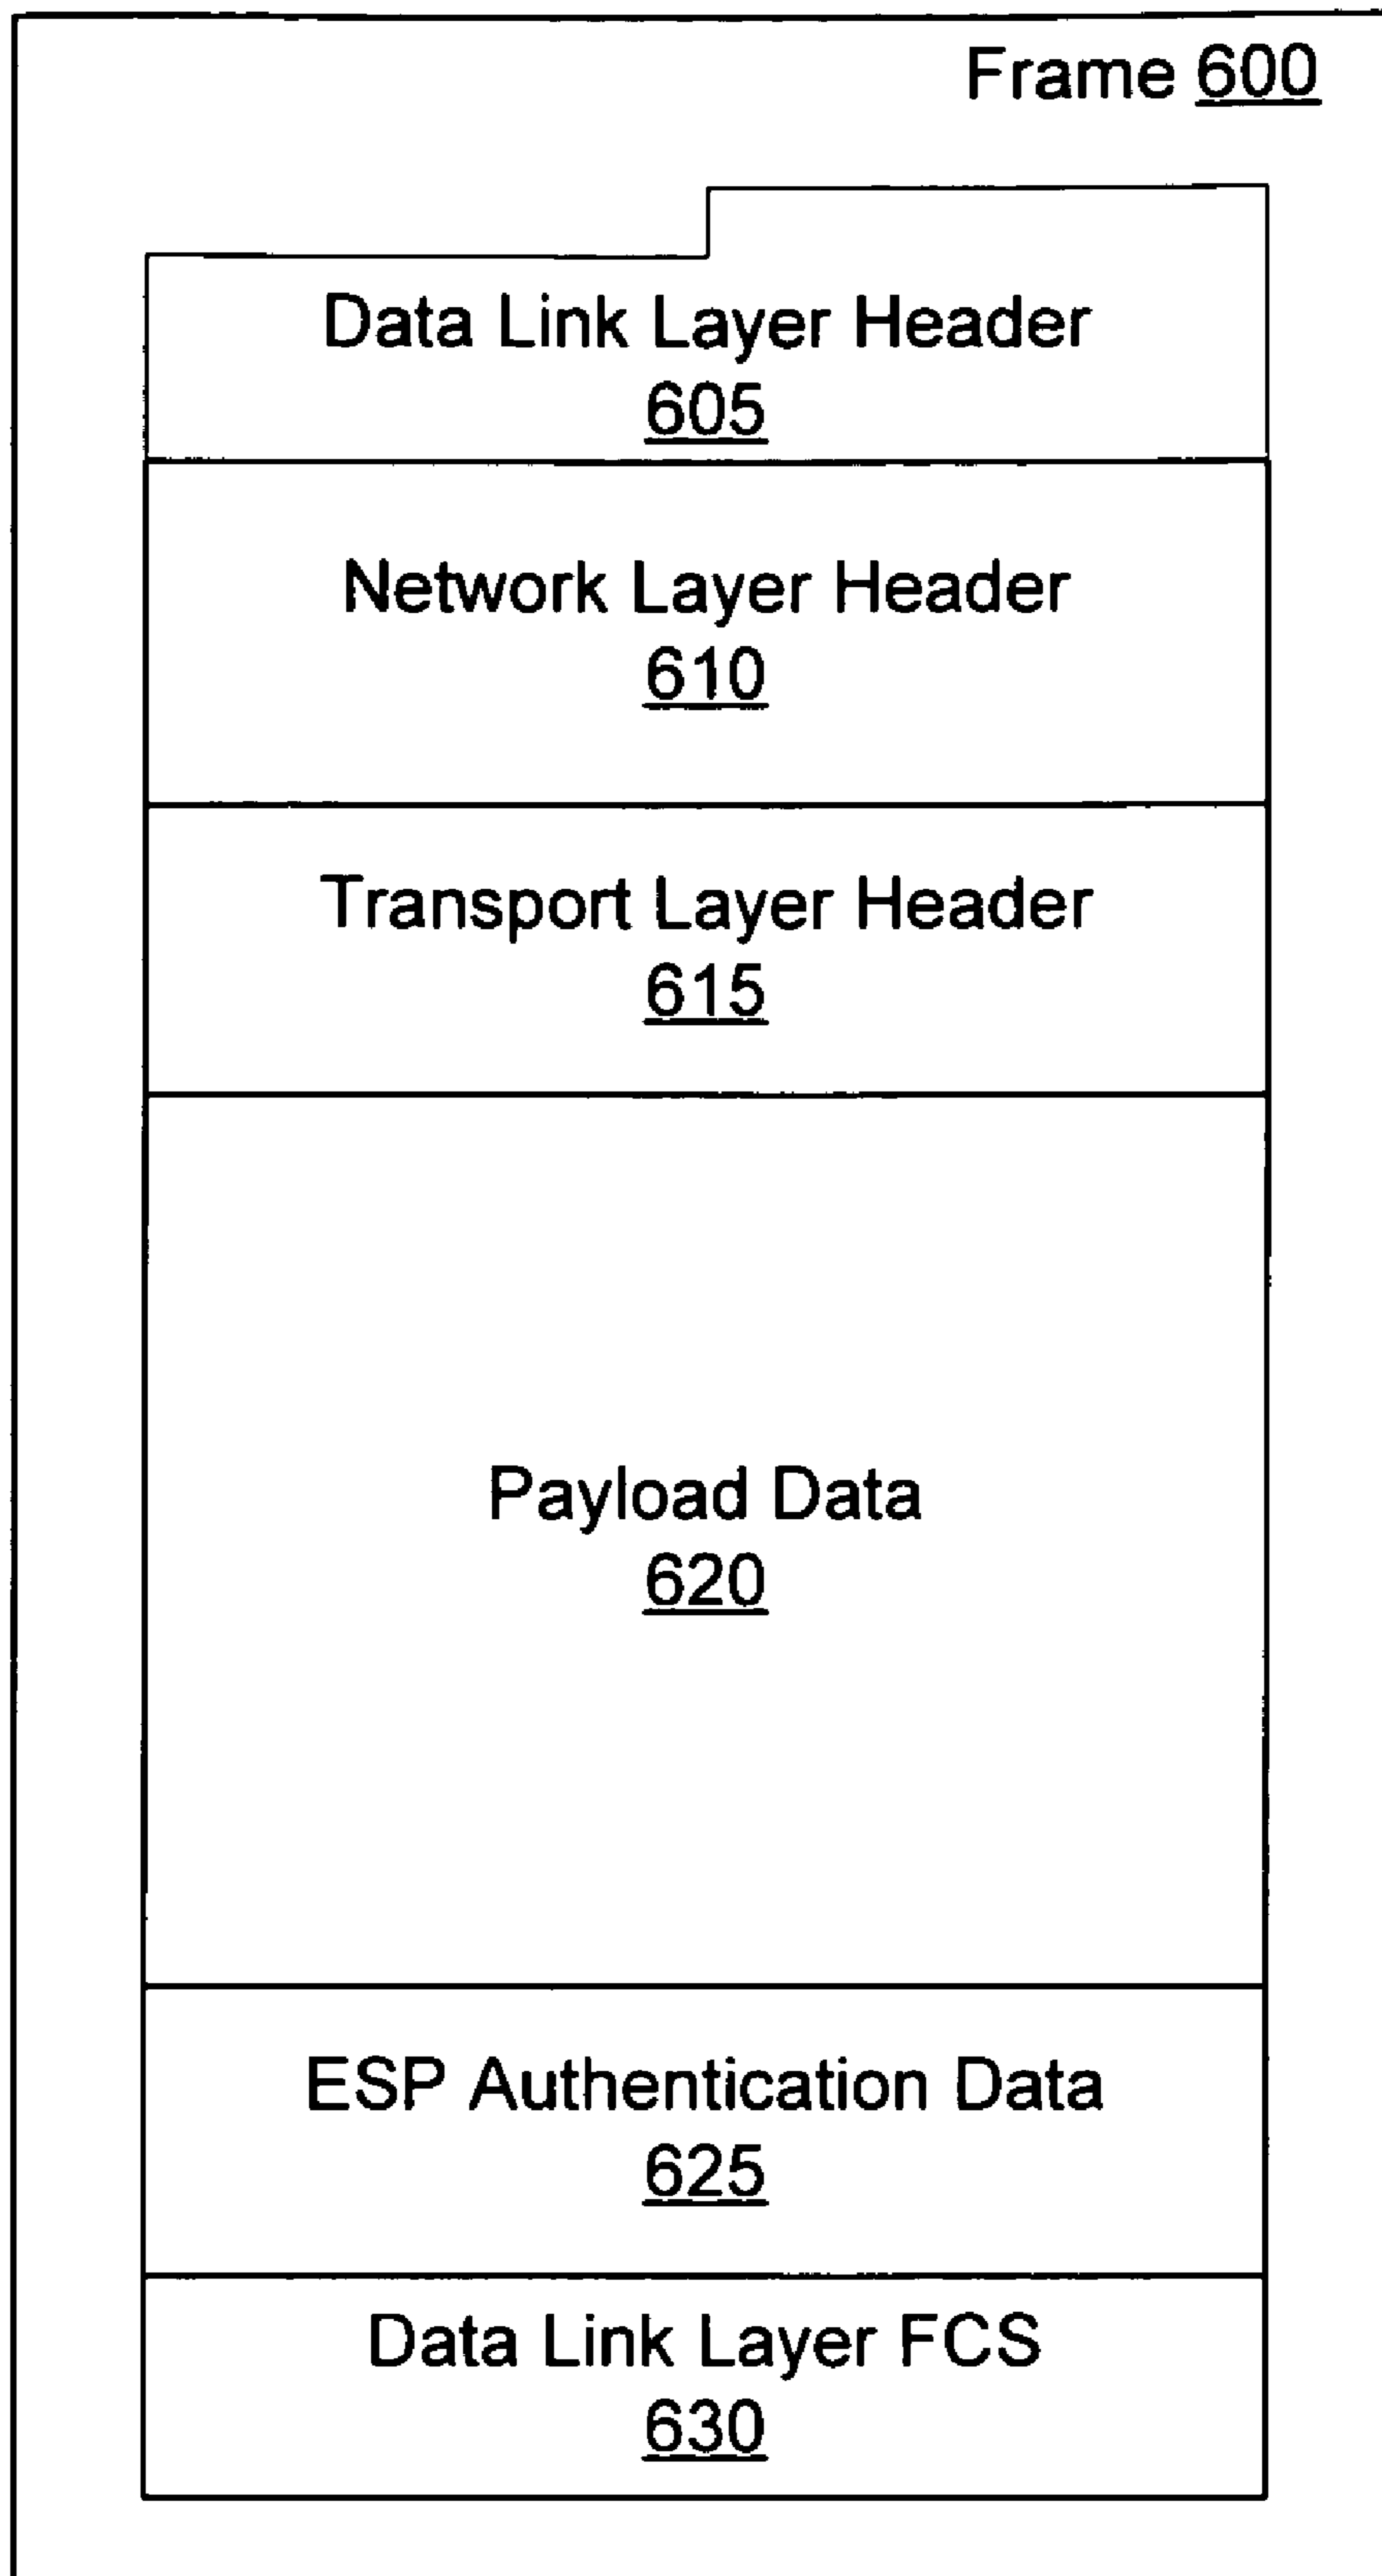 Frame 600
Data Link Layer Header
605
Network Layer Header
610
Transport Layer Header
615
Payload Data
620
ESP Authentication Data
625
Data Link Layer FCS
630